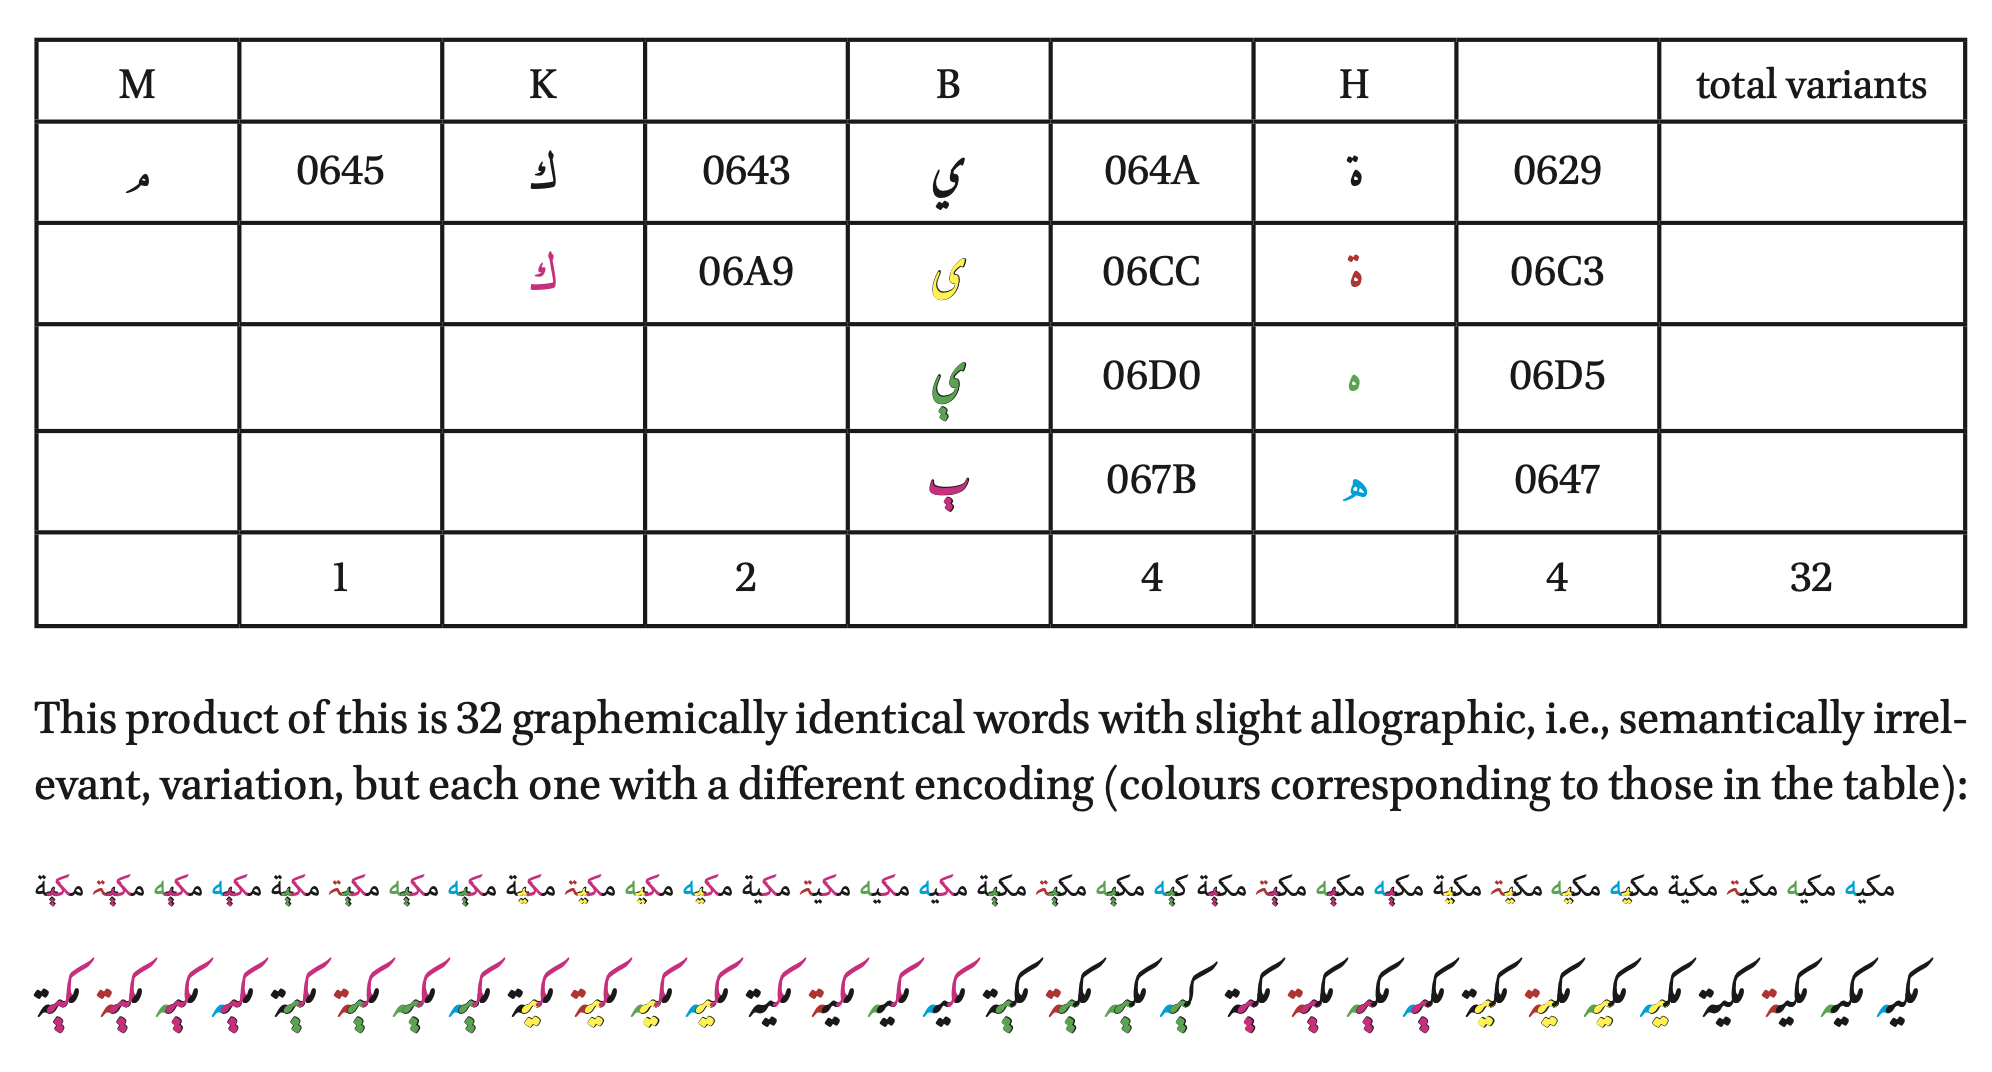 M K B H total variants
م 0645 ك 0643 ي 064A ة 0629
ک 06A9 ی 06CC ۃ 06C3
ې 06D0 ە 06D5
ٻ 067B ه 0647
1 2 4 4 32
This product of this is 32 graphemically identical words with slight allographic, i.e., semantically irrel-
evant, variation, but each one with a different encoding (colours corresponding to those in the table):
مكيه مكيە مكيۃ مكية مكیه مكیە مكیۃ مكیة مكٻه مكٻە مكٻۃ مكٻة كېه مكېە مكېۃ مكېة مکيه مکيە مکيۃ مکية مکیه مکیە مکیۃ مکیة مکېه مکېە مکېۃ مکېة مکٻه مکٻە مکٻۃ مکٻة
مكيه مكيە مكيۃ مكية مكیه مكیە مكیۃ مكیة مكٻه مكٻە مكٻۃ مكٻة كېه مكېە مكېۃ مكېة مکيه مکيە مکيۃ مکية مکیه مکیە مکیۃ مکیة مکېه مکېە مکېۃ مکېة مکٻه مکٻە مکٻۃ مکٻة